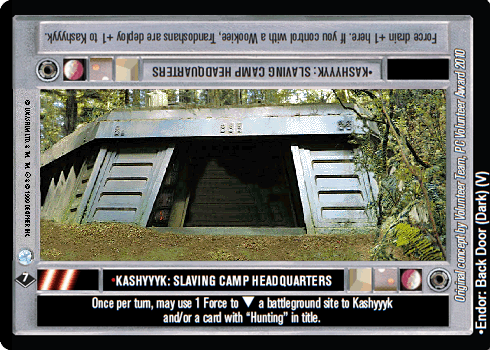 Force drain +1 here. If you control with a Wookiee, Trandoshans are deploy +1 to Kashyyyk.
•KASHYYYK: SLAVING CAMP HEADQUARTERS
7
•KASHYYYK: SLAVING CAMP HEADQUARTERS
Once per turn, may use 1 Force to ▼ a battleground site to Kashyyyk
and/or a card with “Hunting” in title.
Original concept by Volunteer Team, PC Volunteer Award 2010
•Endor: Back Door (Dark) (V)